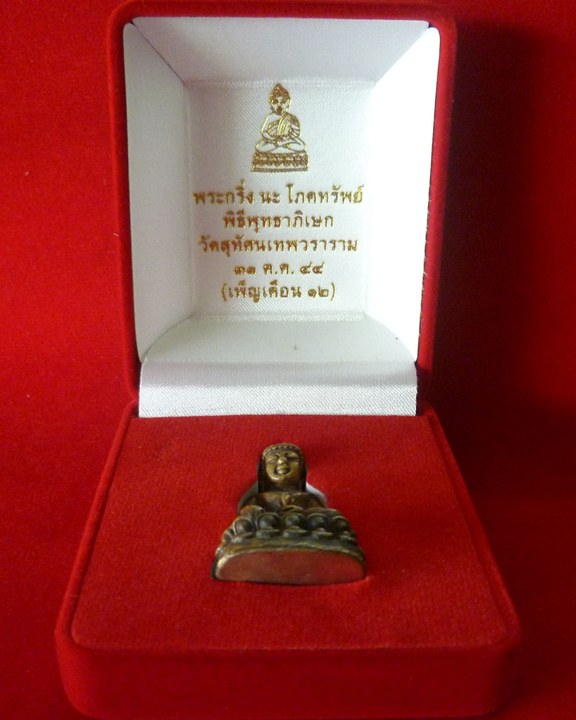 พระกริ่ง นะ โภคทรัพย์
พิธีพุทธาภิเษก
วัดสุทัศนเทพวราราม
๓๑ ต.ค. ๔๔
(เพ็ญเดือน ๑๒)